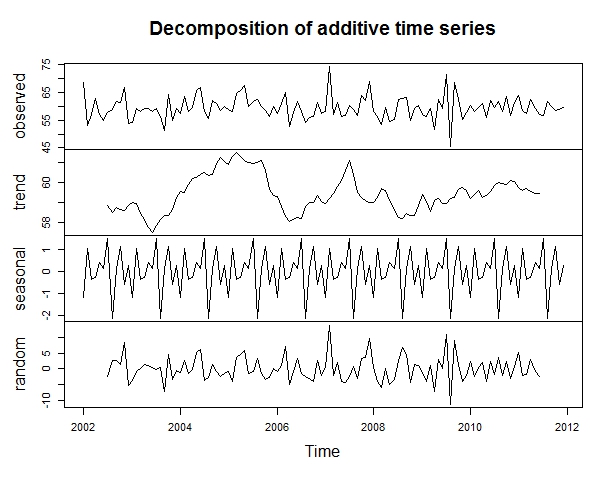 Decomposition of additive time series
observed
45 55 65 75
trend
58 60
seasonal
-2 -1 0 1
random
-10 0 5
Time
2002 2004 2006 2008 2010 2012